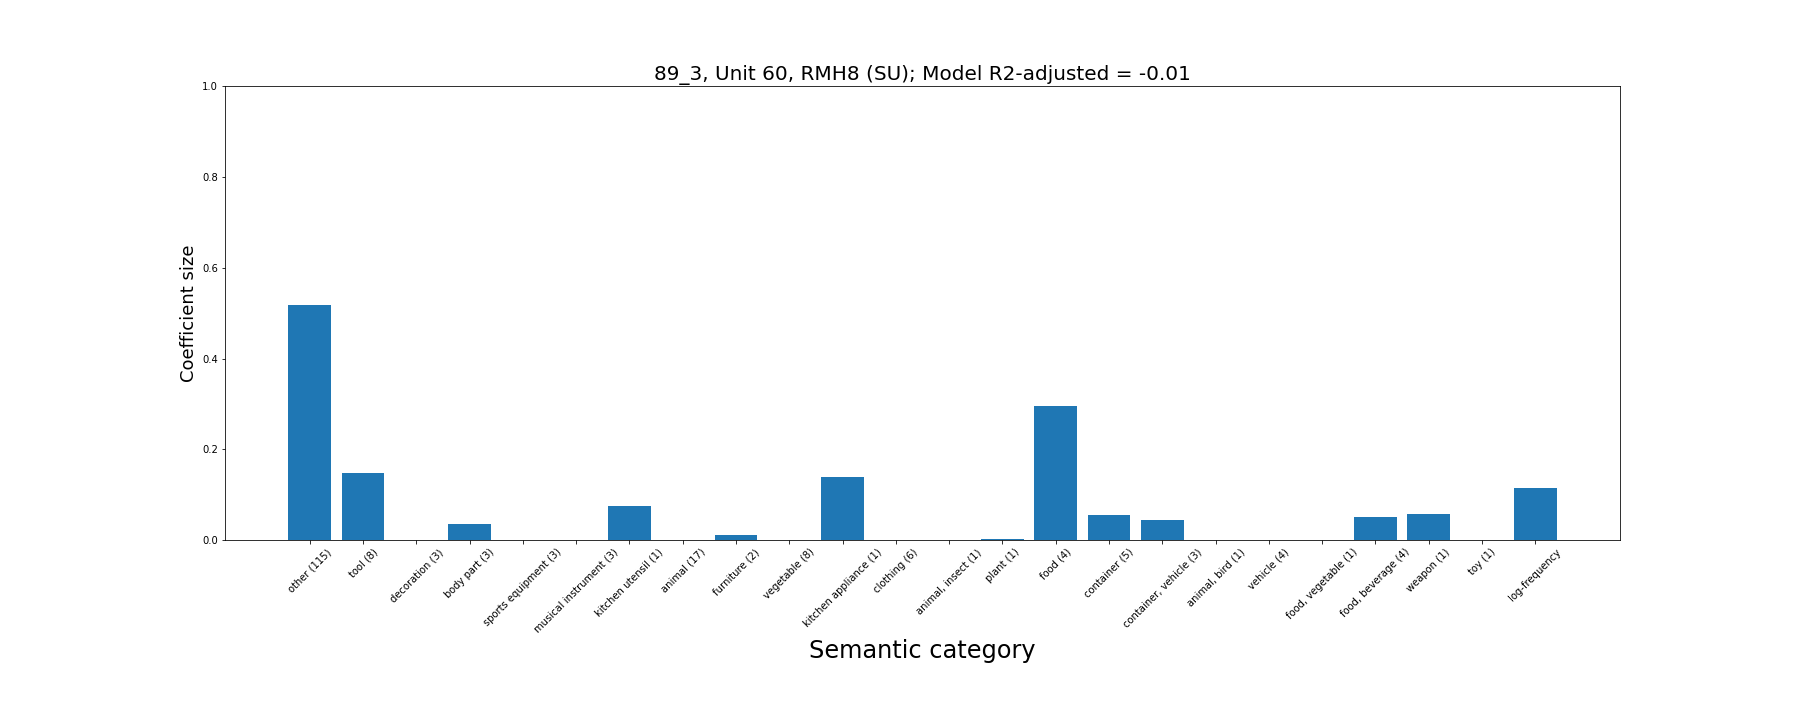 89_3, Unit 60, RMH8 (SU); Model R2-adjusted = -0.01
1.0
0.8
0.6
0.4
0.2
0.0
Coefficient size
other (115)
tool (8)
decoration (3)
body part (3)
sports equipment (3)
musical instrument (3)
kitchen utensil (1)
animal (17)
furniture (2)
vegetable (8)
kitchen appliance (1)
clothing (6)
animal, insect (1)
plant (1)
food (4)
container (5)
container, vehicle (3)
animal, bird (1)
vehicle (4)
food, vegetable (1)
food, beverage (4)
weapon (1)
toy (1)
log-frequency
Semantic category